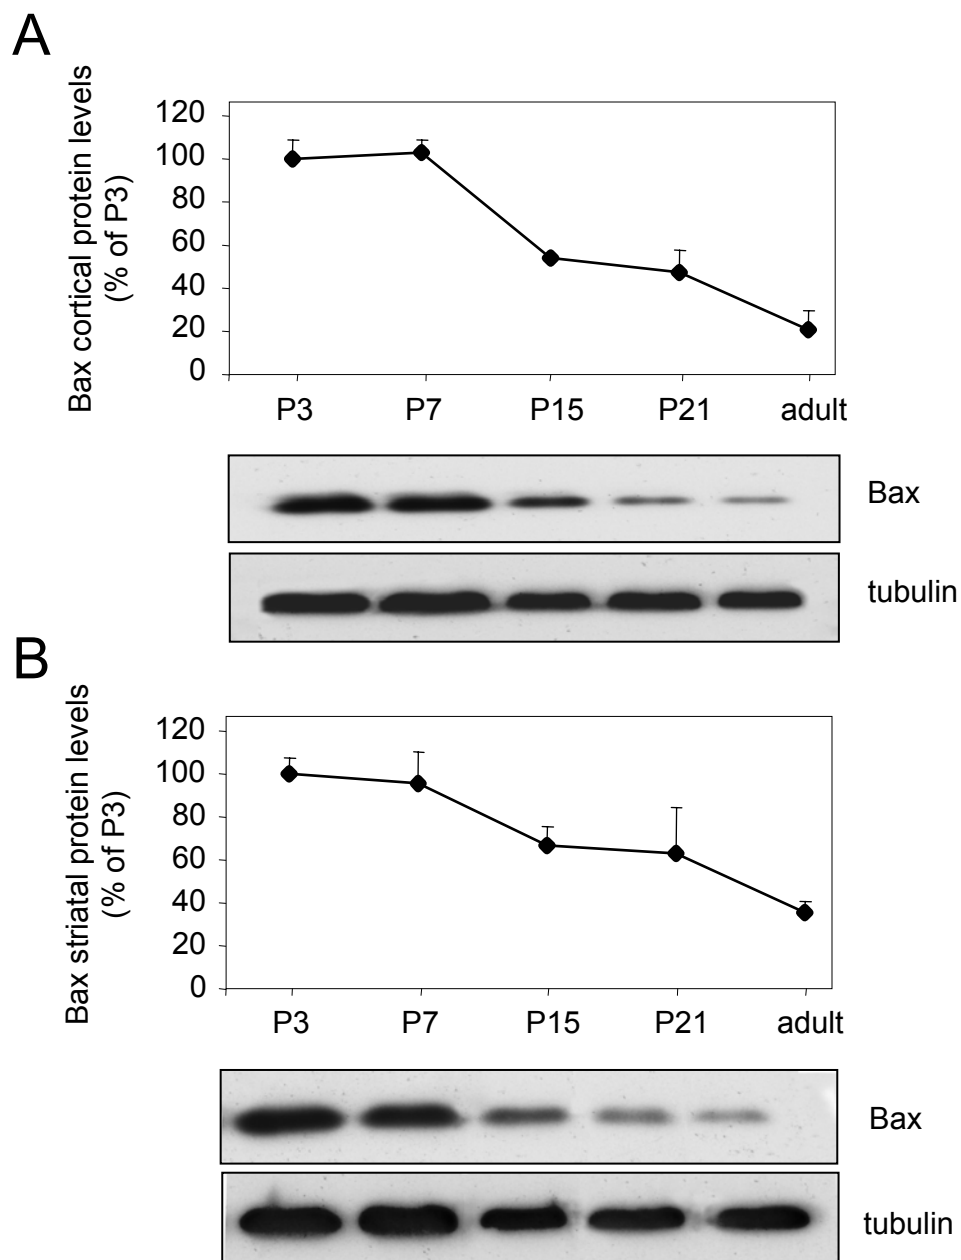 A
Bax cortical protein levels
(% of P3)
120
100
80
60
40
20
0
P3 P7 P15 P21 adult
Bax
tubulin
B
Bax striatal protein levels
(% of P3)
120
100
80
60
40
20
0
P3 P7 P15 P21 adult
Bax
tubulin